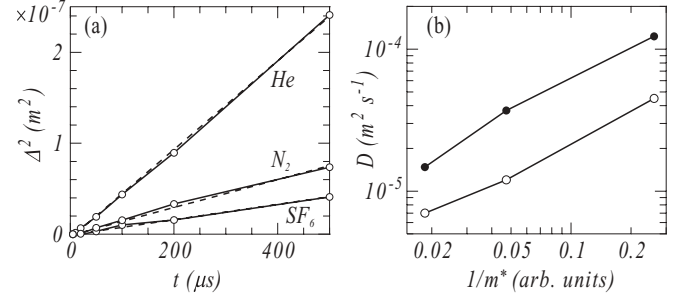 ×10⁻⁷
(a)
2
1
0
Δ² (m²)
He
N₂
SF₆
0 200 400
t (μs)
(b)
10⁻⁴
10⁻⁵
D (m² s⁻¹)
0.02 0.05 0.1 0.2
1/m* (arb. units)